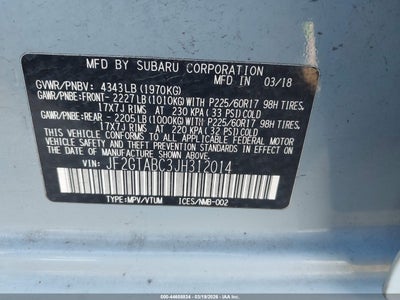 MFD BY SUBARU CORPORATION 03/18
GVWR/PNBV: 4343LB (1970KG)
GAWR/PNBE:FRONT- 2227LB (1010KG) WITH P225/60R17 98H TIRES,
17X7J RIMS AT 230 KPA (33 PSI) COLD
GAWR/PNBE:REAR - 2205LB (1000KG) WITH P225/60R17 98H TIRES,
17X7J RIMS AT 220 KPA (32 PSI) COLD
THIS VEHICLE CONFORMS TO ALL APPLICABLE FEDERAL MOTOR
VEHICLE SAFETY AND THEFT PREVENTION STANDARDS IN EFFECT
ON THE DATE OF MANUFACTURE SHOWN ABOVE.
VIN: JF2GTABC3JH312014
TYPE:MPV/VTUM ICES/NMB-002